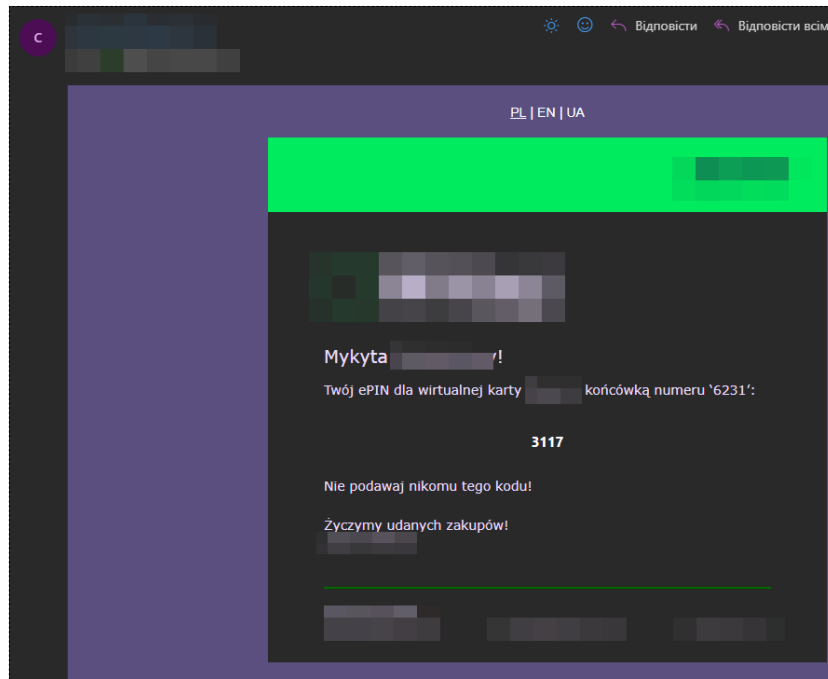 C
Відповісти
Відповісти всім
PL | EN | UA
Mykyta !
Twój ePIN dla wirtualnej karty końcówką numeru ‘6231’:
3117
Nie podawaj nikomu tego kodu!
Życzymy udanych zakupów!